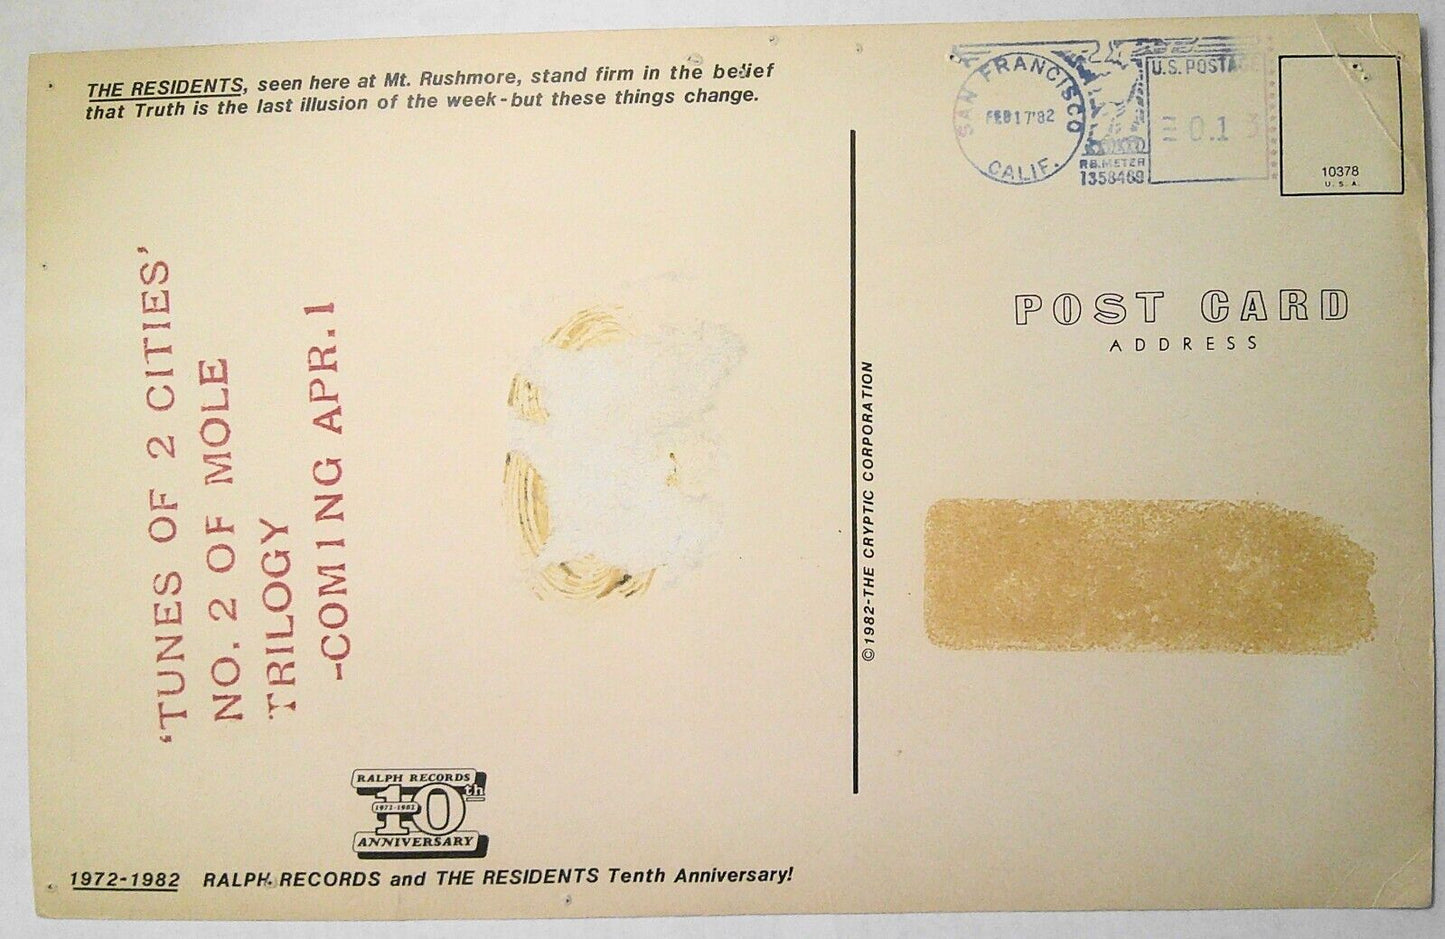 THE RESIDENTS, seen here at Mt. Rushmore, stand firm in the belief
that Truth is the last illusion of the week - but these things change.
'TUNES OF 2 CITIES'
NO. 2 OF MOLE
TRILOGY
-COMING APR. 1
RALPH RECORDS
10th
1972-1982
ANNIVERSARY
1972-1982 RALPH RECORDS and THE RESIDENTS Tenth Anniversary!
©1982-THE CRYPTIC CORPORATION
SAN FRANCISCO
FEB 17 '82
CALIF.
P.B. METER
1358469
U.S. POSTAGE
10378
U. S. A.
POST CARD
ADDRESS